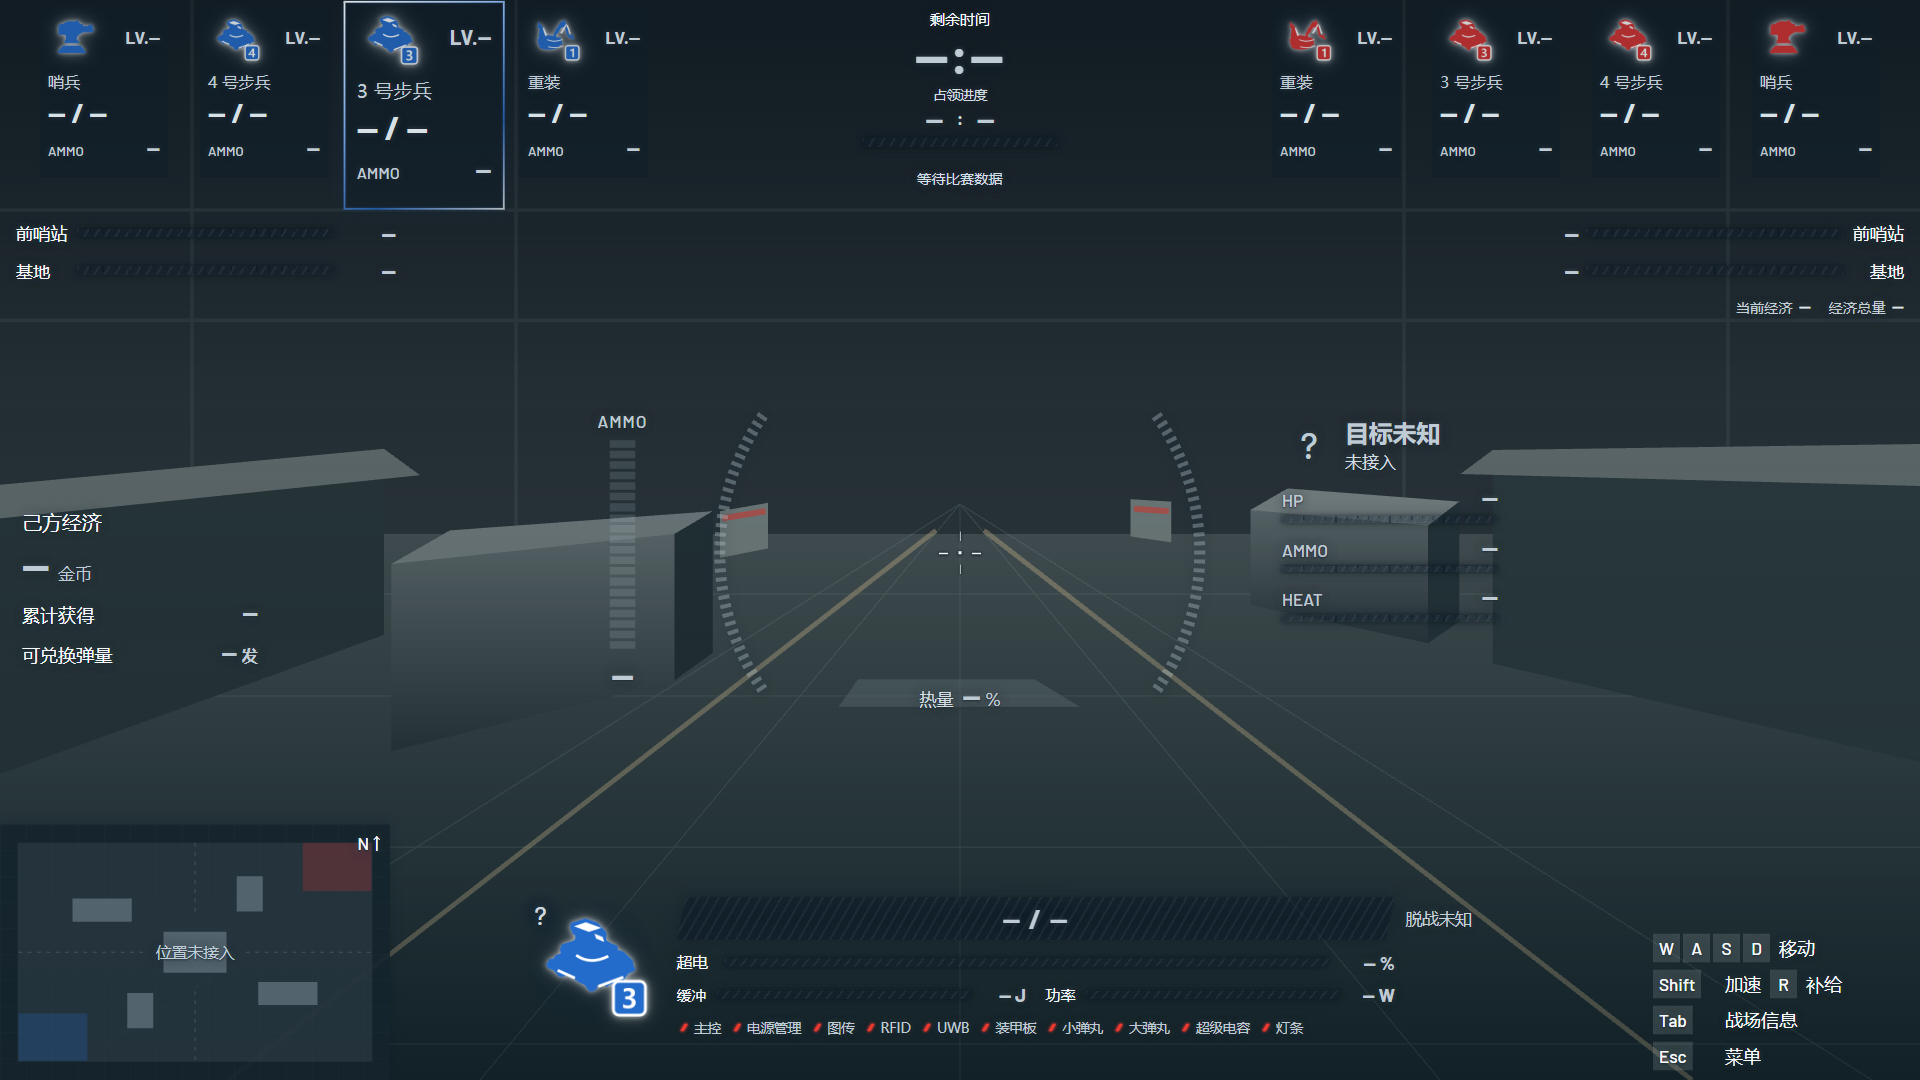 LV.–
哨兵
– / –
AMMO –
4
LV.–
4 号步兵
– / –
AMMO –
3
LV.–
3 号步兵
– / –
AMMO –
1
LV.–
重装
– / –
AMMO –
剩余时间
– : –
占领进度
– : –
等待比赛数据
1
LV.–
重装
– / –
AMMO –
3
LV.–
3 号步兵
– / –
AMMO –
4
LV.–
4 号步兵
– / –
AMMO –
LV.–
哨兵
– / –
AMMO –
前哨站 –
基地 –
– 前哨站
– 基地
当前经济 – 经济总量 –
AMMO
–
? 目标未知
未接入
HP –
AMMO –
HEAT –
己方经济
– 金币
累计获得 –
可兑换弹量 – 发
热量 – %
N↑
位置未接入
?
3
– / –
脱战未知
超电 – %
缓冲 – J 功率 – W
主控 电源管理 图传 RFID UWB 装甲板 小弹丸 大弹丸 超级电容 灯条
W A S D 移动
Shift 加速 R 补给
Tab 战场信息
Esc 菜单